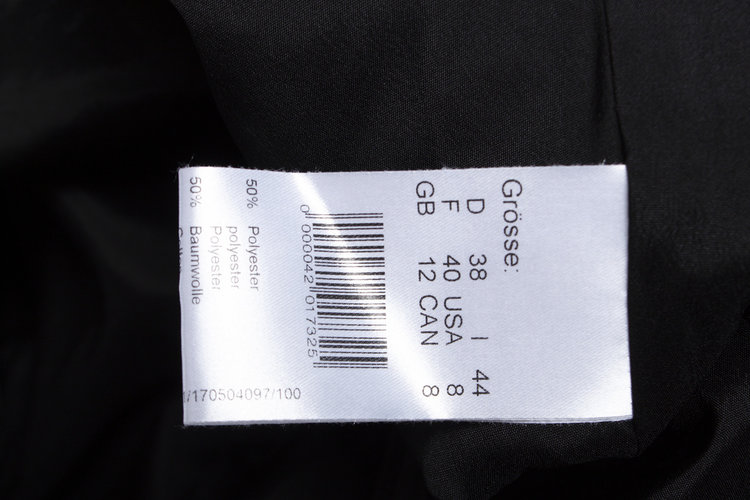 Grösse:
D 38 I 44
F 40 USA 8
GB 12 CAN 8
0 000042 017325
50% Polyester
polyester
Polyester
50% Baumwolle
/170504097/100